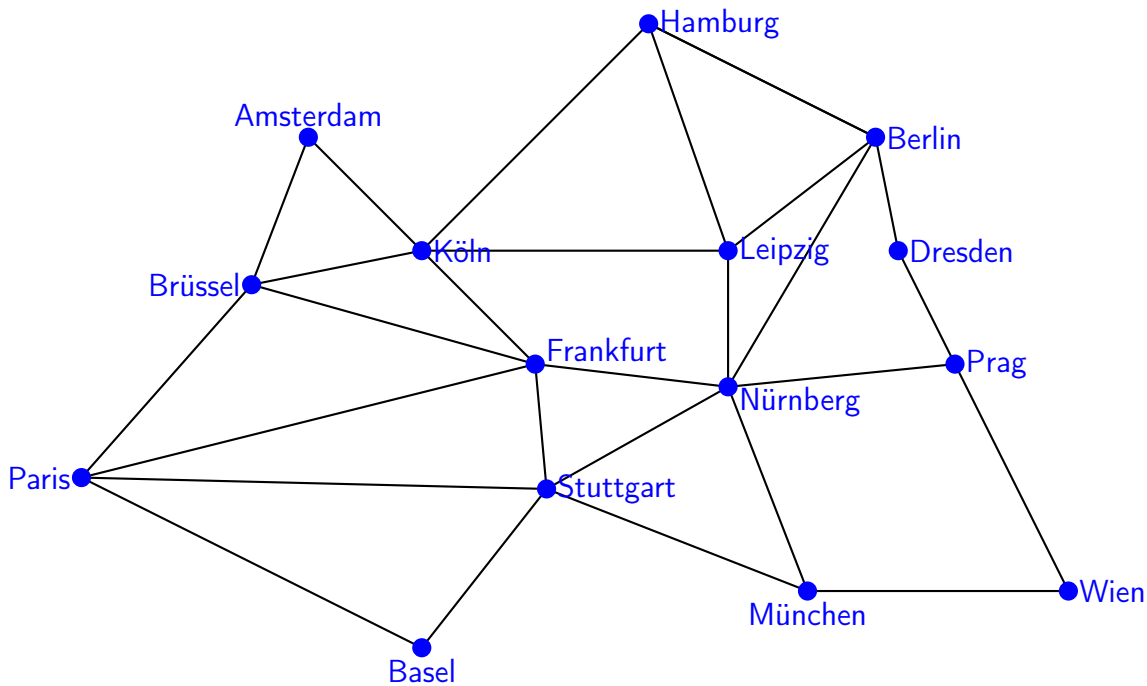 Hamburg
Amsterdam
Berlin
Köln
Leipzig
Dresden
Brüssel
Frankfurt
Prag
Nürnberg
Paris
Stuttgart
Wien
München
Basel